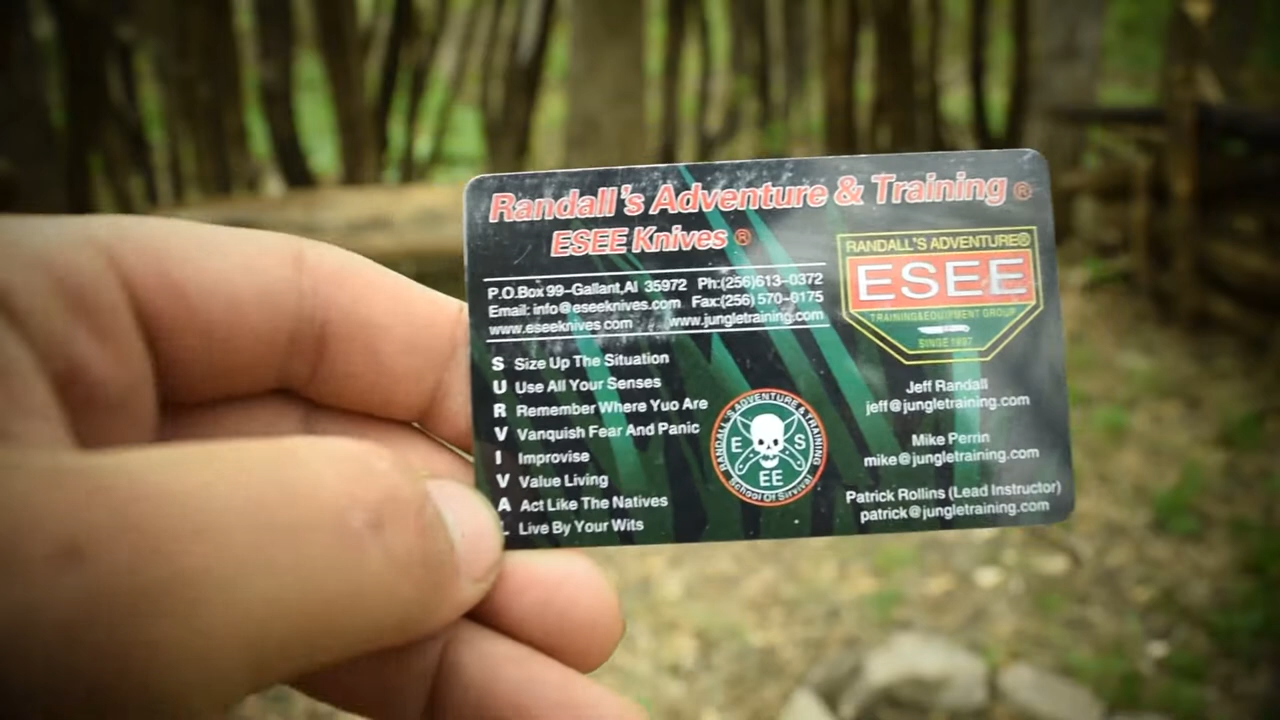 Randall's Adventure & Training ®
ESEE Knives ®
P.O.Box 99-Gallant,Al 35972 Ph:(256)613-0372
Email: info@eseeknives.com Fax:(256) 570-0175
www.eseeknives.com www.jungletraining.com
S Size Up The Situation
U Use All Your Senses
R Remember Where Yuo Are
V Vanquish Fear And Panic
I Improvise
V Value Living
A Act Like The Natives
L Live By Your Wits
RANDALL'S ADVENTURE & TRAINING
E S
EE
School Of Survival
RANDALL'S ADVENTURE®
ESEE
TRAINING&EQUIPMENT GROUP
SINCE 1997
Jeff Randall
jeff@jungletraining.com
Mike Perrin
mike@jungletraining.com
Patrick Rollins (Lead Instructor)
patrick@jungletraining.com